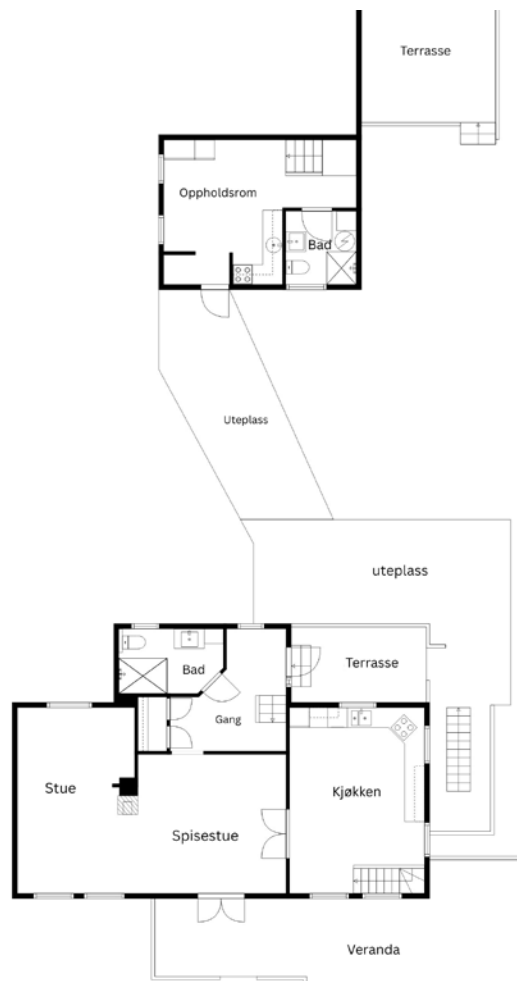 Terrasse
Oppholdsrom
Bad
Uteplass
uteplass
Bad
Terrasse
Gang
Stue
Kjøkken
Spisestue
Veranda